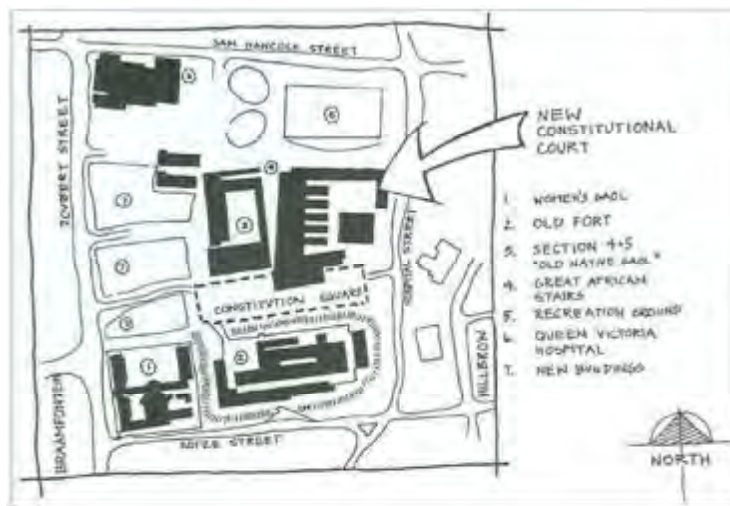 SAM HANCOCK STREET
JOUBERT STREET
HOSPITAL STREET
CONSTITUTION SQUARE
KOTZE STREET
BRAAMFONTEIN
HILLBROW
NEW
CONSTITUTIONAL
COURT
1. WOMEN'S GAOL
2. OLD FORT
3. SECTION 4+5
"OLD NATIVE GAOL"
4. GREAT AFRICAN
STAIRS
5. RECREATION GROUND
6. QUEEN VICTORIA
HOSPITAL
7. NEW BUILDINGS
NORTH